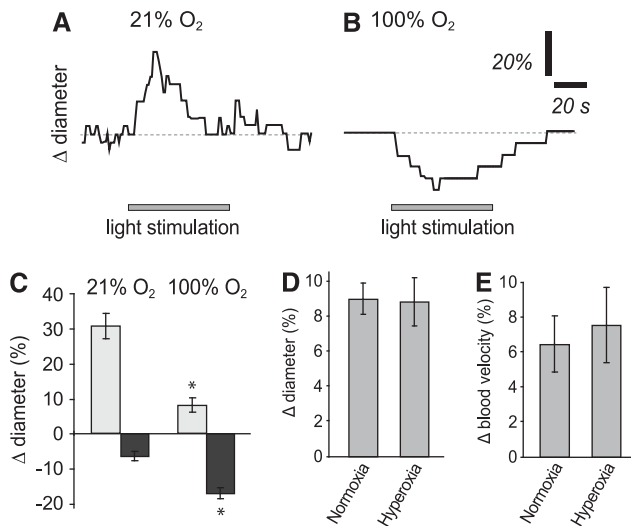 A 21% O₂
B 100% O₂
20%
20 s
Δ diameter
light stimulation
light stimulation
C 21% O₂ 100% O₂
Δ diameter (%)
40
30
20
10
0
-10
-20
*
*
D
Δ diameter (%)
10
8
6
4
2
0
Normoxia
Hyperoxia
E
Δ blood velocity (%)
10
8
6
4
2
0
Normoxia
Hyperoxia